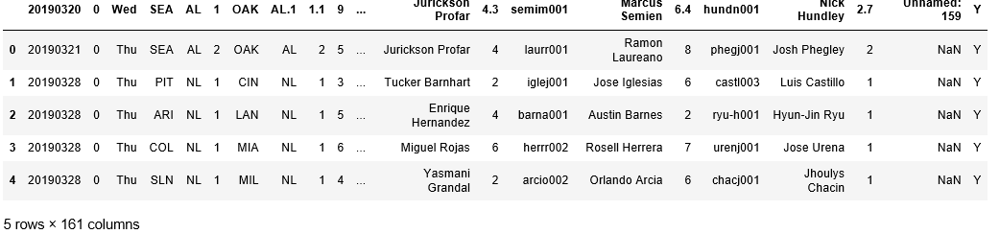 20190320 0 Wed SEA AL 1 OAK AL.1 1.1 9 ... Jurickson Profar 4.3 semim001 Marcus Semien 6.4 hundn001 Nick Hundley 2.7 Unnamed: 159 Y
0 20190321 0 Thu SEA AL 2 OAK AL 2 5 ... Jurickson Profar 4 laurr001 Ramon Laureano 8 phegj001 Josh Phegley 2 NaN Y
1 20190328 0 Thu PIT NL 1 CIN NL 1 3 ... Tucker Barnhart 2 iglej001 Jose Iglesias 6 castl003 Luis Castillo 1 NaN Y
2 20190328 0 Thu ARI NL 1 LAN NL 1 5 ... Enrique Hernandez 4 barna001 Austin Barnes 2 ryu-h001 Hyun-Jin Ryu 1 NaN Y
3 20190328 0 Thu COL NL 1 MIA NL 1 6 ... Miguel Rojas 6 herrr002 Rosell Herrera 7 urenj001 Jose Urena 1 NaN Y
4 20190328 0 Thu SLN NL 1 MIL NL 1 4 ... Yasmani Grandal 2 arcio002 Orlando Arcia 6 chacj001 Jhoulys Chacin 1 NaN Y
5 rows × 161 columns